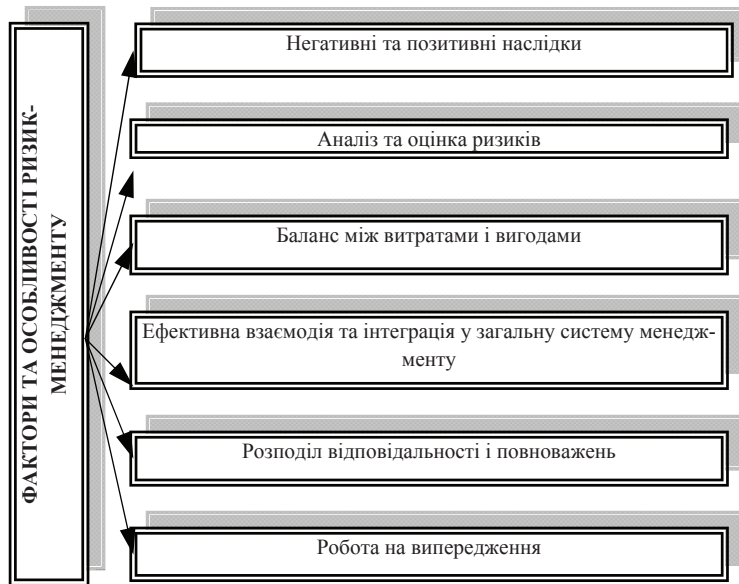 ФАКТОРИ ТА ОСОБЛИВОСТІ РИЗИК-
МЕНЕДЖМЕНТУ
Негативні та позитивні наслідки
Аналіз та оцінка ризиків
Баланс між витратами і вигодами
Ефективна взаємодія та інтеграція у загальну систему менедж-
менту
Розподіл відповідальності і повноважень
Робота на випередження